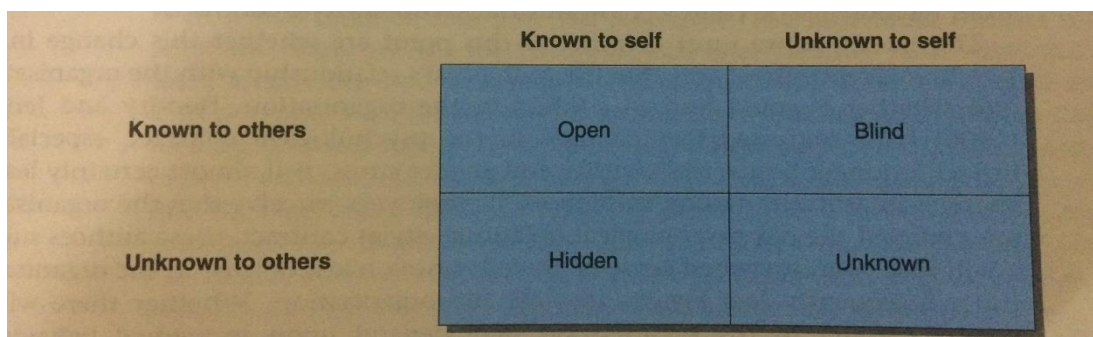 Known to self Unknown to self
Known to others Open Blind
Unknown to others Hidden Unknown